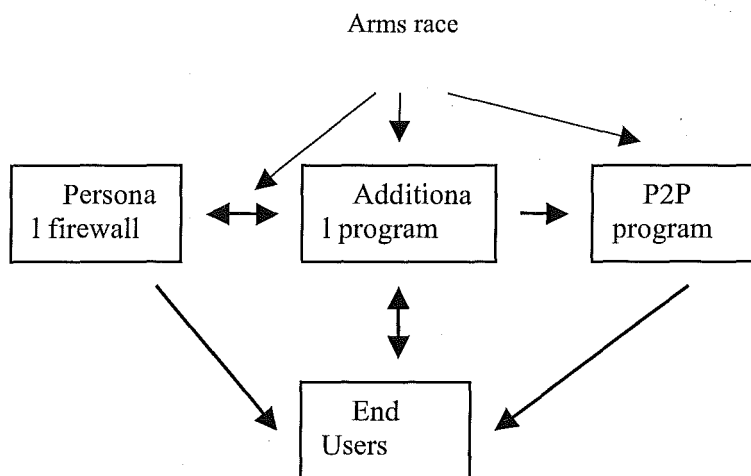 Arms race
Persona
l firewall
Additiona
l program
P2P
program
End
Users